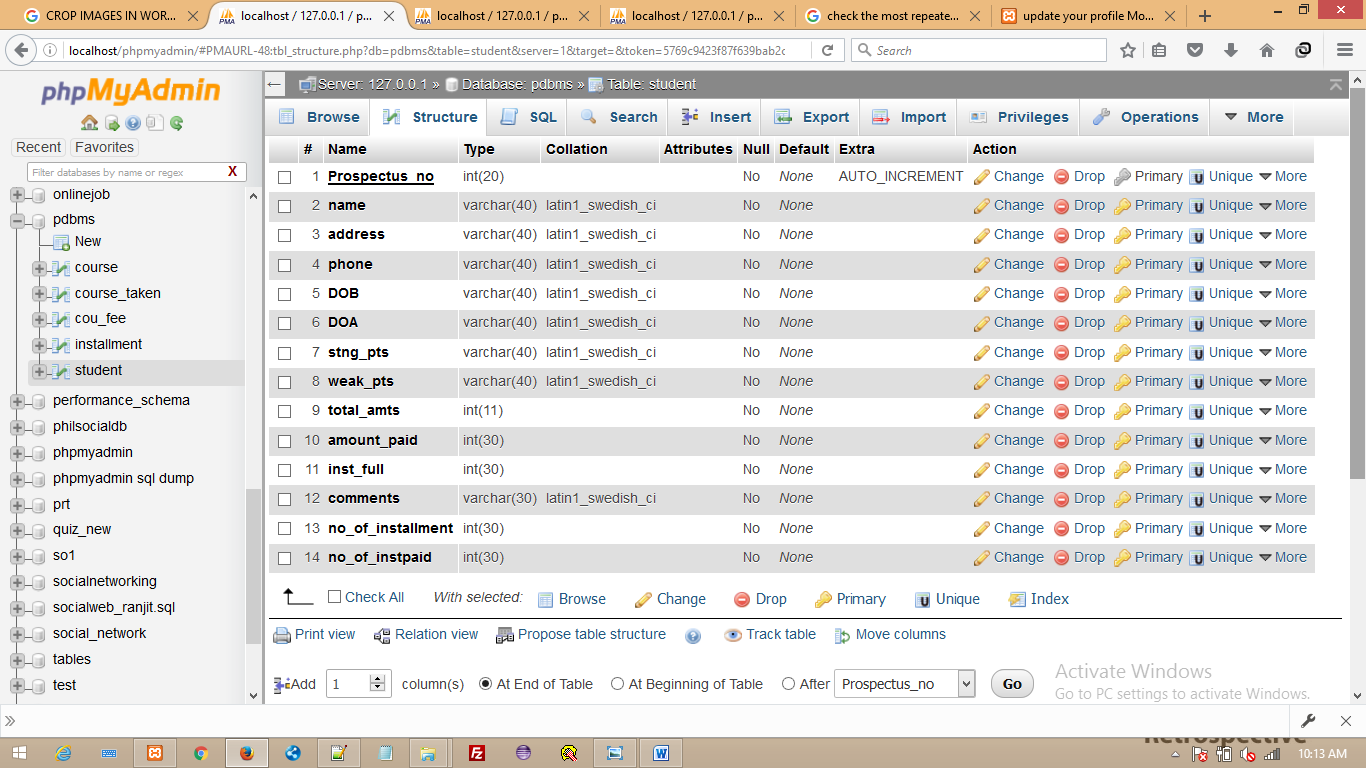 CROP IMAGES IN WOR...
localhost / 127.0.0.1 / p...
localhost / 127.0.0.1 / p...
localhost / 127.0.0.1 / p...
check the most repeate...
update your profile Mo...
localhost/phpmyadmin/#PMAURL-48:tbl_structure.php?db=pdbms&table=student&server=1&target=&token=5769c9423f87f639bab2c
Search
phpMyAdmin
Recent Favorites
Filter databases by name or regex X
onlinejob
pdbms
New
course
course_taken
cou_fee
installment
student
performance_schema
philsocialdb
phpmyadmin
phpmyadmin sql dump
prt
quiz_new
so1
socialnetworking
socialweb_ranjit.sql
social_network
tables
test
Server: 127.0.0.1 » Database: pdbms » Table: student
Browse Structure SQL Search Insert Export Import Privileges Operations More
# Name Type Collation Attributes Null Default Extra Action
1 Prospectus_no int(20) No None AUTO_INCREMENT Change Drop Primary Unique More
2 name varchar(40) latin1_swedish_ci No None Change Drop Primary Unique More
3 address varchar(40) latin1_swedish_ci No None Change Drop Primary Unique More
4 phone varchar(40) latin1_swedish_ci No None Change Drop Primary Unique More
5 DOB varchar(40) latin1_swedish_ci No None Change Drop Primary Unique More
6 DOA varchar(40) latin1_swedish_ci No None Change Drop Primary Unique More
7 stng_pts varchar(40) latin1_swedish_ci No None Change Drop Primary Unique More
8 weak_pts varchar(40) latin1_swedish_ci No None Change Drop Primary Unique More
9 total_amts int(11) No None Change Drop Primary Unique More
10 amount_paid int(30) No None Change Drop Primary Unique More
11 inst_full int(30) No None Change Drop Primary Unique More
12 comments varchar(30) latin1_swedish_ci No None Change Drop Primary Unique More
13 no_of_installment int(30) No None Change Drop Primary Unique More
14 no_of_instpaid int(30) No None Change Drop Primary Unique More
Check All With selected: Browse Change Drop Primary Unique Index
Print view Relation view Propose table structure Track table Move columns
Add 1 column(s) At End of Table At Beginning of Table After Prospectus_no Go
Activate Windows
Go to PC settings to activate Windows.
Retrospective
10:13 AM